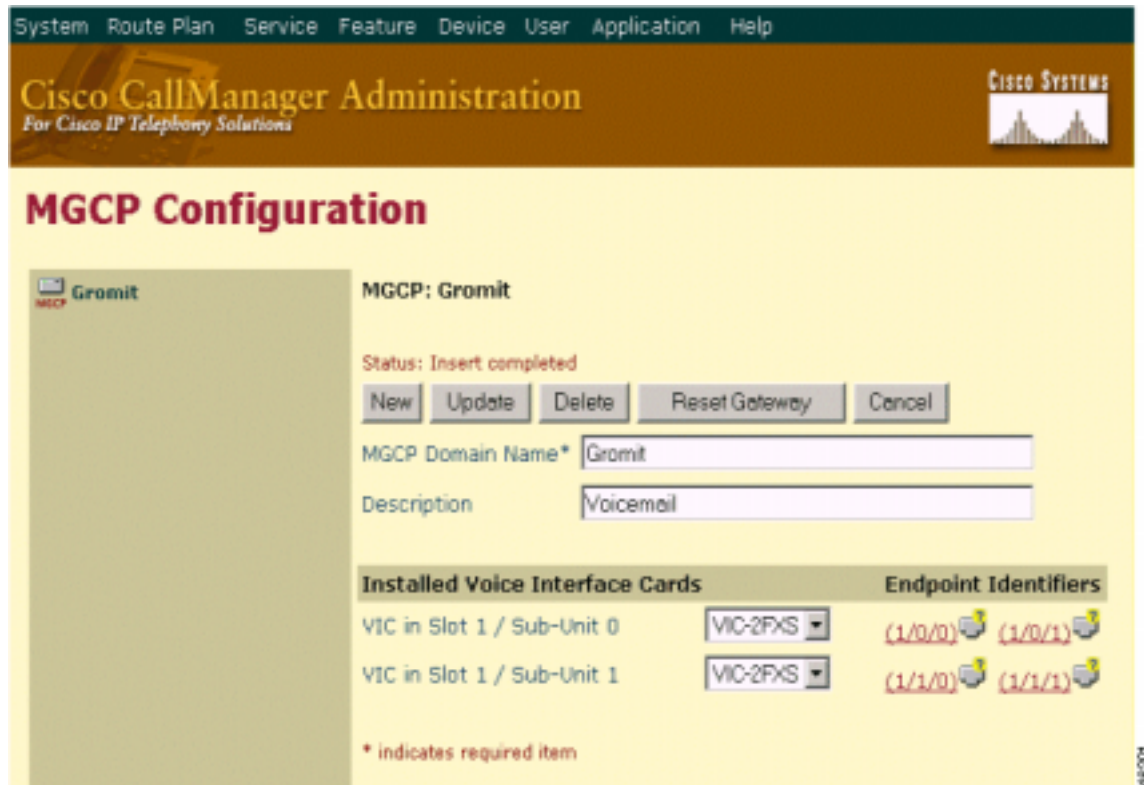 System Route Plan Service Feature Device User Application Help
Cisco CallManager Administration
For Cisco IP Telephony Solutions
CISCO SYSTEMS
MGCP Configuration
MGCP Gromit
MGCP: Gromit
Status: Insert completed
New Update Delete Reset Gateway Cancel
MGCP Domain Name* Gromit
Description Voicemail
Installed Voice Interface Cards Endpoint Identifiers
VIC in Slot 1 / Sub-Unit 0 VIC-2FXS (1/0/0) ? (1/0/1) ?
VIC in Slot 1 / Sub-Unit 1 VIC-2FXS (1/1/0) ? (1/1/1) ?
* indicates required item